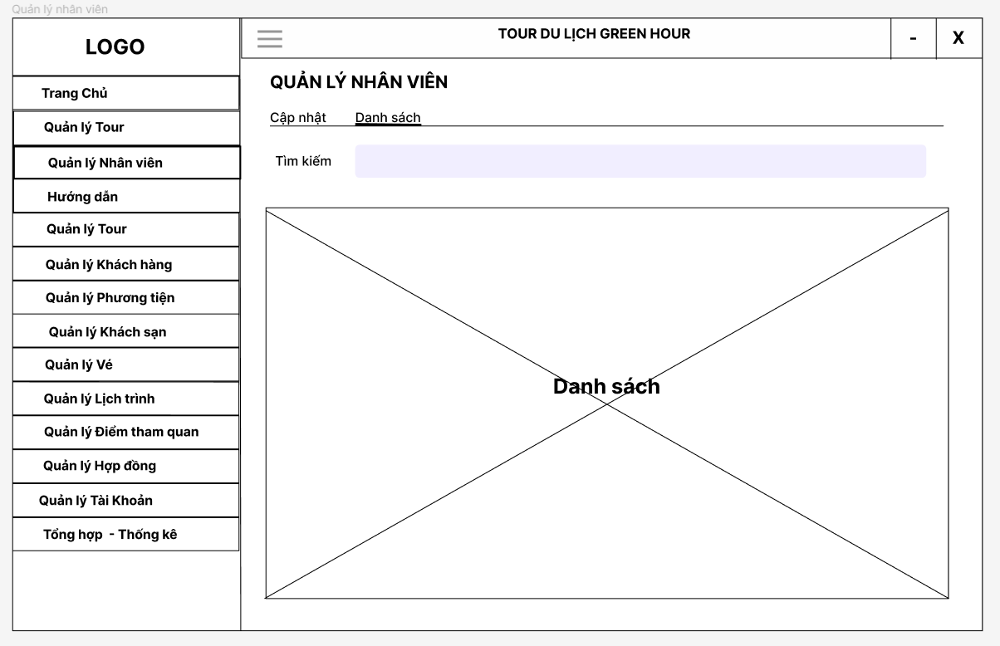 Quản lý nhân viên
LOGO
TOUR DU LỊCH GREEN HOUR
-
X
Trang Chủ
Quản lý Tour
Quản lý Nhân viên
Hướng dẫn
Quản lý Tour
Quản lý Khách hàng
Quản lý Phương tiện
Quản lý Khách sạn
Quản lý Vé
Quản lý Lịch trình
Quản lý Điểm tham quan
Quản lý Hợp đồng
Quản lý Tài Khoản
Tổng hợp - Thống kê
QUẢN LÝ NHÂN VIÊN
Cập nhật Danh sách
Tìm kiếm
Danh sách